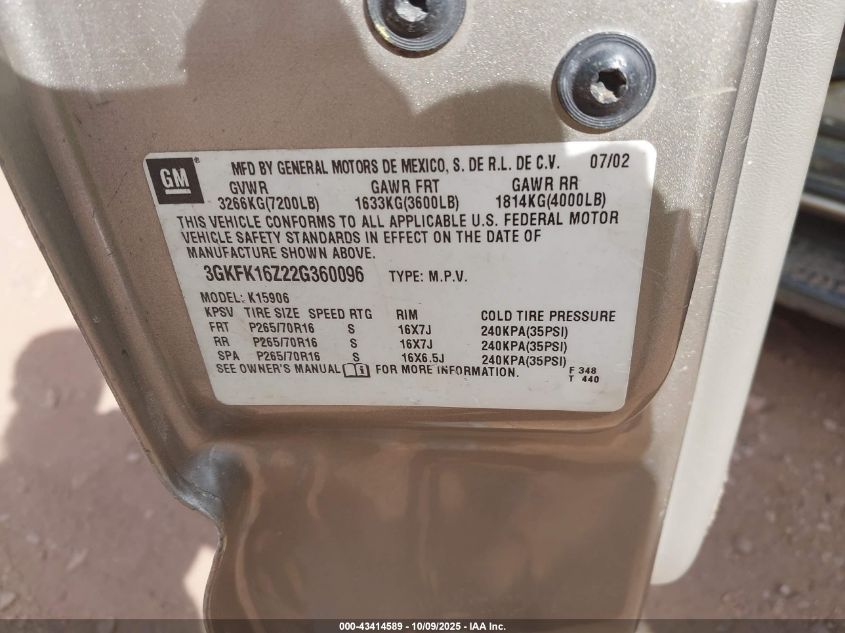 GM
MFD BY GENERAL MOTORS DE MEXICO, S. DE R.L. DE C.V. 07/02
GVWR GAWR FRT GAWR RR
3266KG(7200LB) 1633KG(3600LB) 1814KG(4000LB)
THIS VEHICLE CONFORMS TO ALL APPLICABLE U.S. FEDERAL MOTOR
VEHICLE SAFETY STANDARDS IN EFFECT ON THE DATE OF
MANUFACTURE SHOWN ABOVE.
3GKFK16Z22G360096 TYPE: M.P.V.
MODEL: K15906
KPSV TIRE SIZE SPEED RTG RIM COLD TIRE PRESSURE
FRT P265/70R16 S 16X7J 240KPA(35PSI)
RR P265/70R16 S 16X7J 240KPA(35PSI)
SPA P265/70R16 S 16X6.5J 240KPA(35PSI)
SEE OWNER'S MANUAL FOR MORE INFORMATION.
F 348
T 440
000-43414589 - 10/09/2025 - IAA Inc.